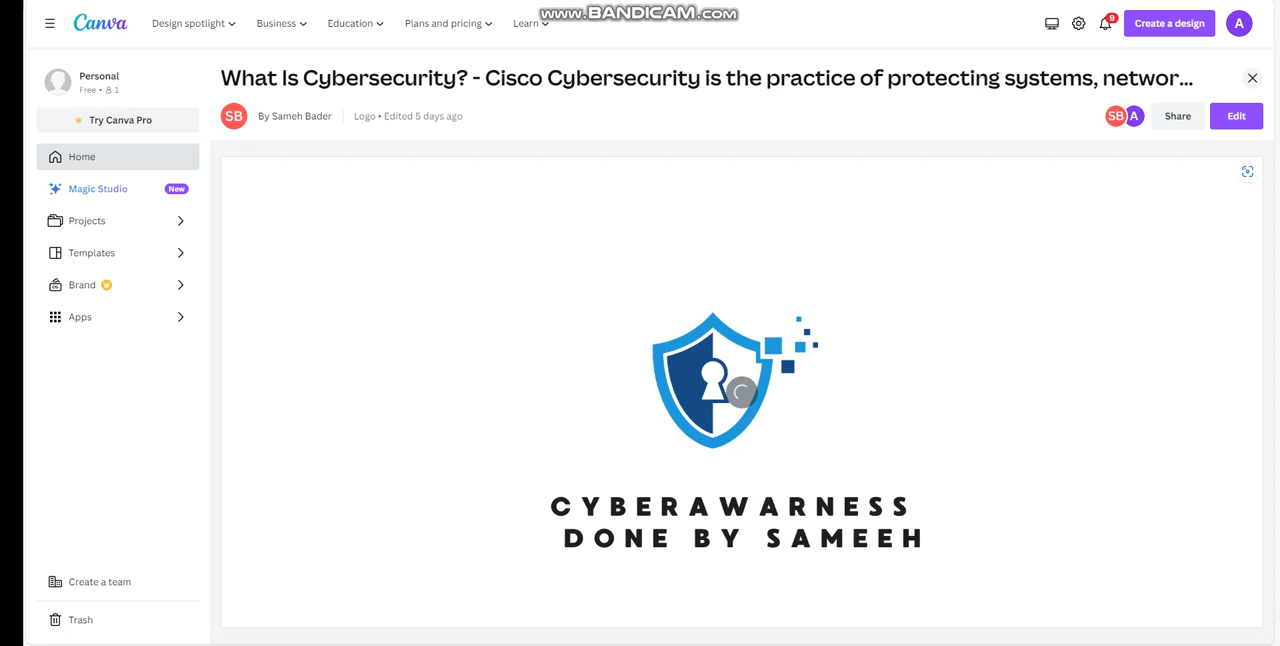 www.BANDICAM.com
Canva
Design spotlight
Business
Education
Plans and pricing
Learn
9
Create a design
A
Personal
Free • 1
Try Canva Pro
Home
Magic Studio
New
Projects
Templates
Brand
Apps
Create a team
Trash
What Is Cybersecurity? - Cisco Cybersecurity is the practice of protecting systems, networ...
SB
By Sameh Bader
Logo • Edited 5 days ago
SB
A
Share
Edit
CYBERAWARNESS
DONE BY SAMEEH